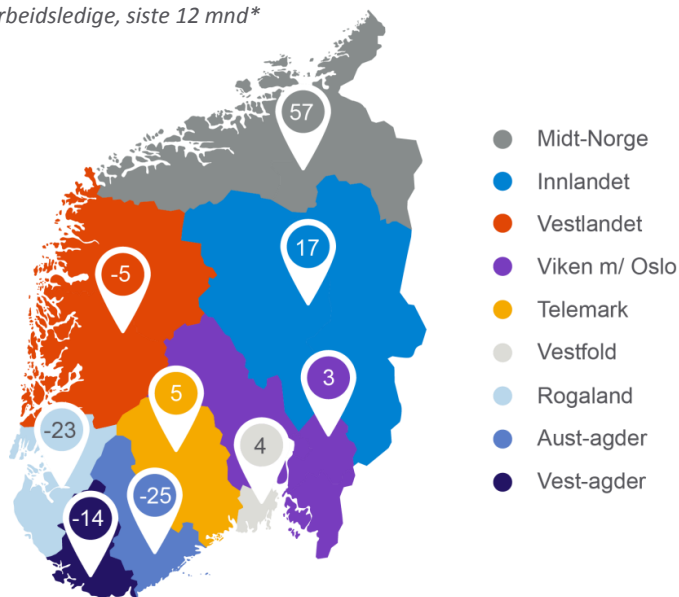 rbeidsledige, siste 12 mnd*
57
17
-5
3
5
4
-23
-25
-14
Midt-Norge
Innlandet
Vestlandet
Viken m/ Oslo
Telemark
Vestfold
Rogaland
Aust-agder
Vest-agder